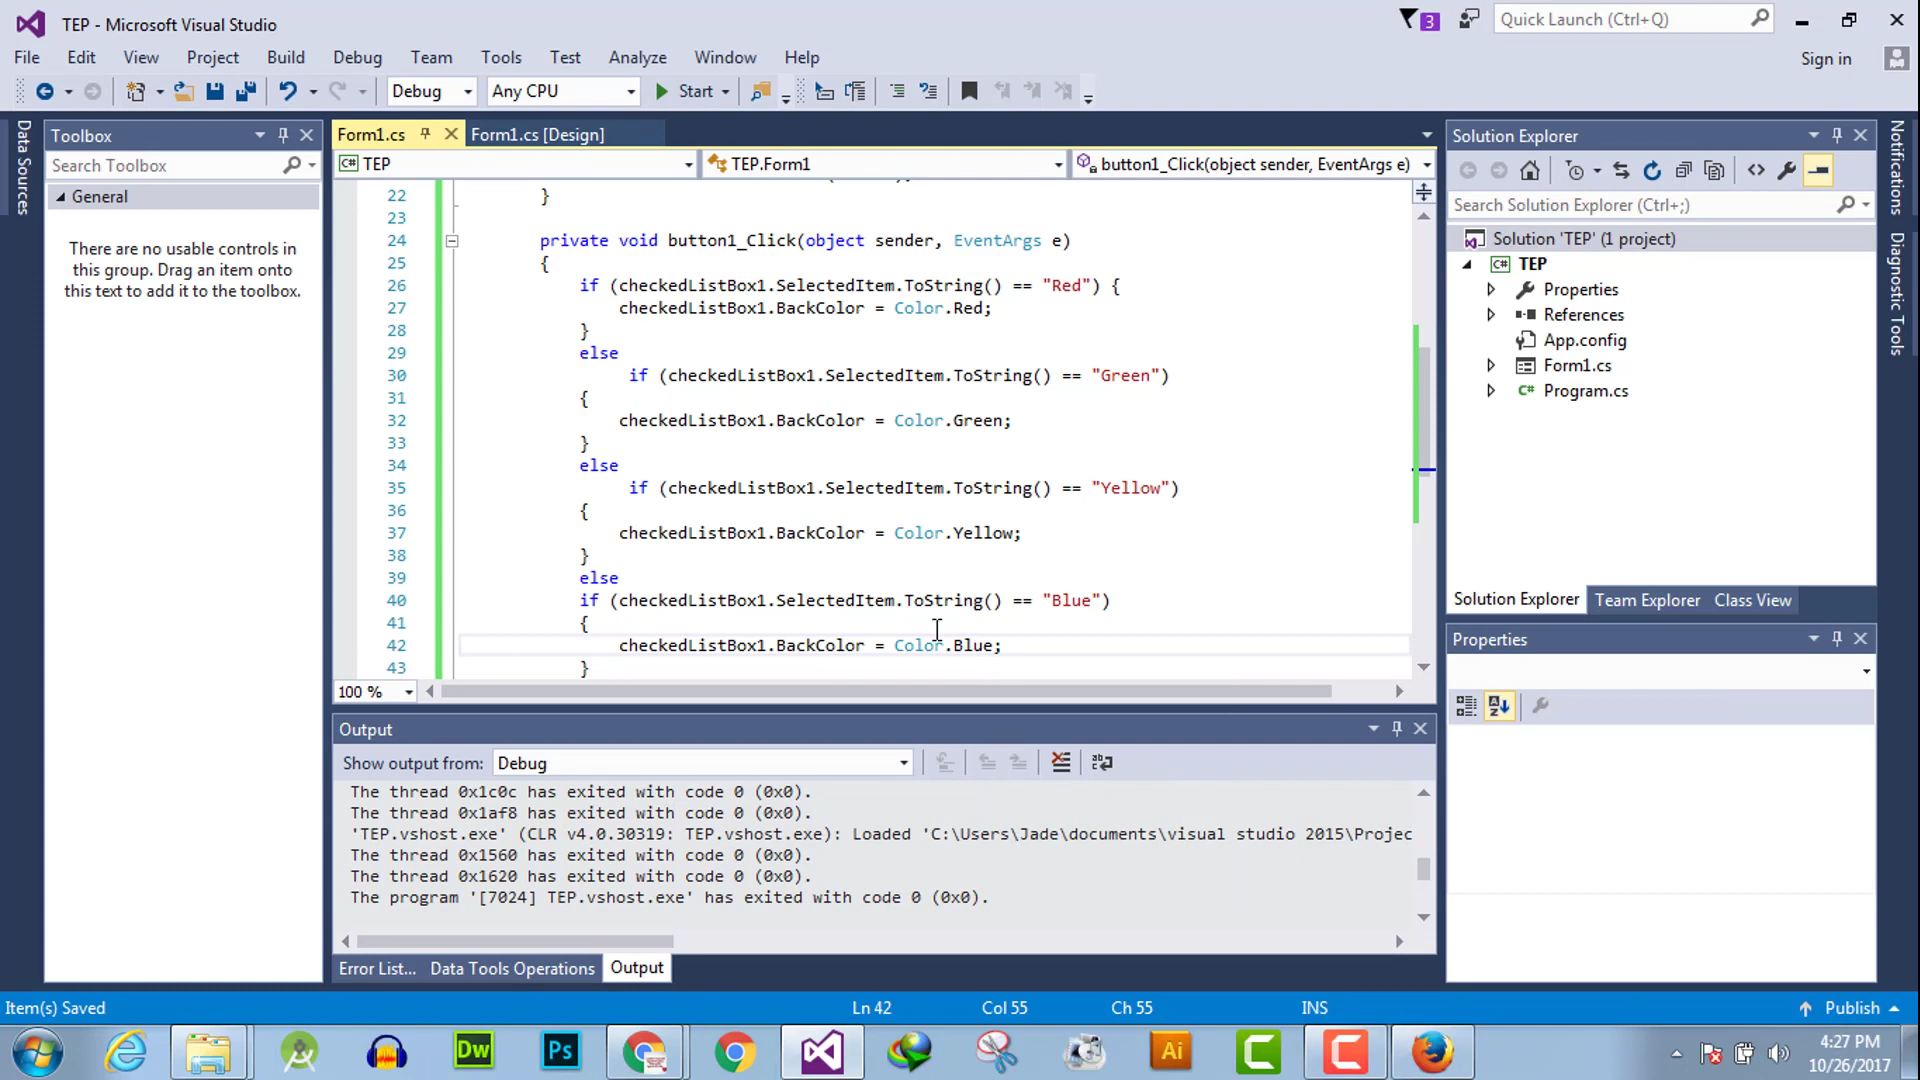 TEP - Microsoft Visual Studio
3
Quick Launch (Ctrl+Q)
File Edit View Project Build Debug Team Tools Test Analyze Window Help
Sign in
Debug Any CPU Start
Data Sources
Toolbox
Search Toolbox
General
There are no usable controls in
this group. Drag an item onto
this text to add it to the toolbox.
Form1.cs Form1.cs [Design]
C# TEP TEP.Form1 button1_Click(object sender, EventArgs e)
22 }
23
24 private void button1_Click(object sender, EventArgs e)
25 {
26 if (checkedListBox1.SelectedItem.ToString() == "Red") {
27 checkedListBox1.BackColor = Color.Red;
28 }
29 else
30 if (checkedListBox1.SelectedItem.ToString() == "Green")
31 {
32 checkedListBox1.BackColor = Color.Green;
33 }
34 else
35 if (checkedListBox1.SelectedItem.ToString() == "Yellow")
36 {
37 checkedListBox1.BackColor = Color.Yellow;
38 }
39 else
40 if (checkedListBox1.SelectedItem.ToString() == "Blue")
41 {
42 checkedListBox1.BackColor = Color.Blue;
43 }
100 %
Output
Show output from: Debug
The thread 0x1c0c has exited with code 0 (0x0).
The thread 0x1af8 has exited with code 0 (0x0).
'TEP.vshost.exe' (CLR v4.0.30319: TEP.vshost.exe): Loaded 'C:\Users\Jade\documents\visual studio 2015\Projec
The thread 0x1560 has exited with code 0 (0x0).
The thread 0x1620 has exited with code 0 (0x0).
The program '[7024] TEP.vshost.exe' has exited with code 0 (0x0).
Error List... Data Tools Operations Output
Solution Explorer
Search Solution Explorer (Ctrl+;)
Solution 'TEP' (1 project)
C# TEP
Properties
References
App.config
Form1.cs
C# Program.cs
Solution Explorer Team Explorer Class View
Properties
Notifications
Diagnostic Tools
Item(s) Saved Ln 42 Col 55 Ch 55 INS Publish
Dw Ps Ai
4:27 PM
10/26/2017